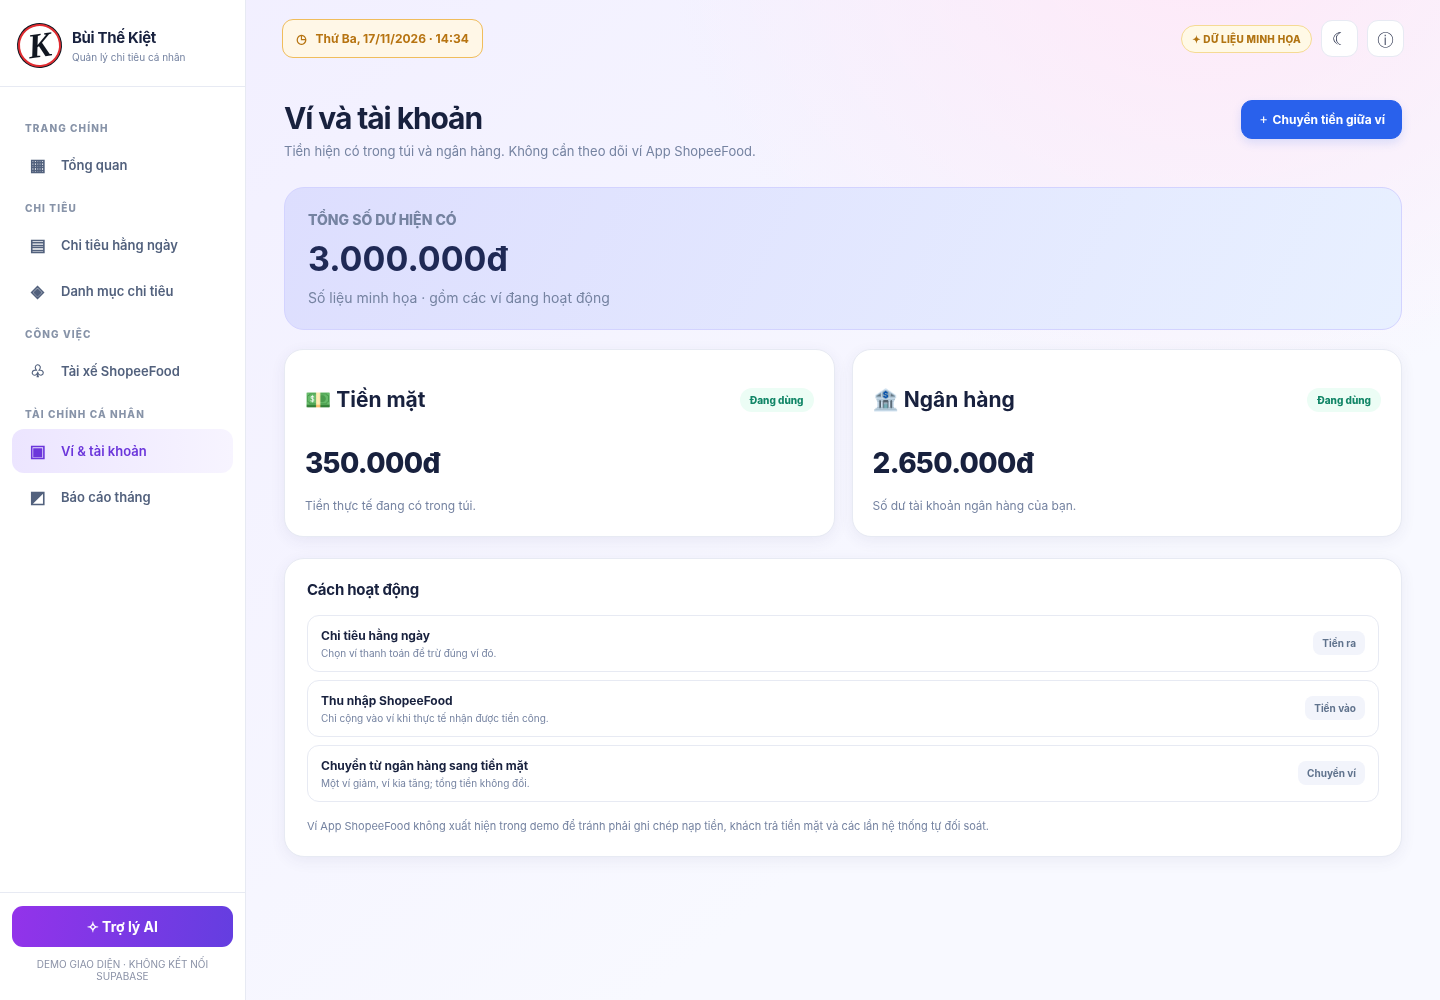 K
Bùi Thế Kiệt
Quản lý chi tiêu cá nhân
TRANG CHÍNH
Tổng quan
CHI TIÊU
Chi tiêu hằng ngày
Danh mục chi tiêu
CÔNG VIỆC
Tài xế ShopeeFood
TÀI CHÍNH CÁ NHÂN
Ví & tài khoản
Báo cáo tháng
✧ Trợ lý AI
DEMO GIAO DIỆN · KHÔNG KẾT NỐI
SUPABASE
Thứ Ba, 17/11/2026 · 14:34
✦ DỮ LIỆU MINH HỌA
Ví và tài khoản
Tiền hiện có trong túi và ngân hàng. Không cần theo dõi ví App ShopeeFood.
+ Chuyển tiền giữa ví
TỔNG SỐ DƯ HIỆN CÓ
3.000.000đ
Số liệu minh họa · gồm các ví đang hoạt động
💵 Tiền mặt
Đang dùng
350.000đ
Tiền thực tế đang có trong túi.
🏦 Ngân hàng
Đang dùng
2.650.000đ
Số dư tài khoản ngân hàng của bạn.
Cách hoạt động
Chi tiêu hằng ngày
Chọn ví thanh toán để trừ đúng ví đó.
Tiền ra
Thu nhập ShopeeFood
Chỉ cộng vào ví khi thực tế nhận được tiền công.
Tiền vào
Chuyển từ ngân hàng sang tiền mặt
Một ví giảm, ví kia tăng; tổng tiền không đổi.
Chuyển ví
Ví App ShopeeFood không xuất hiện trong demo để tránh phải ghi chép nạp tiền, khách trả tiền mặt và các lần hệ thống tự đối soát.